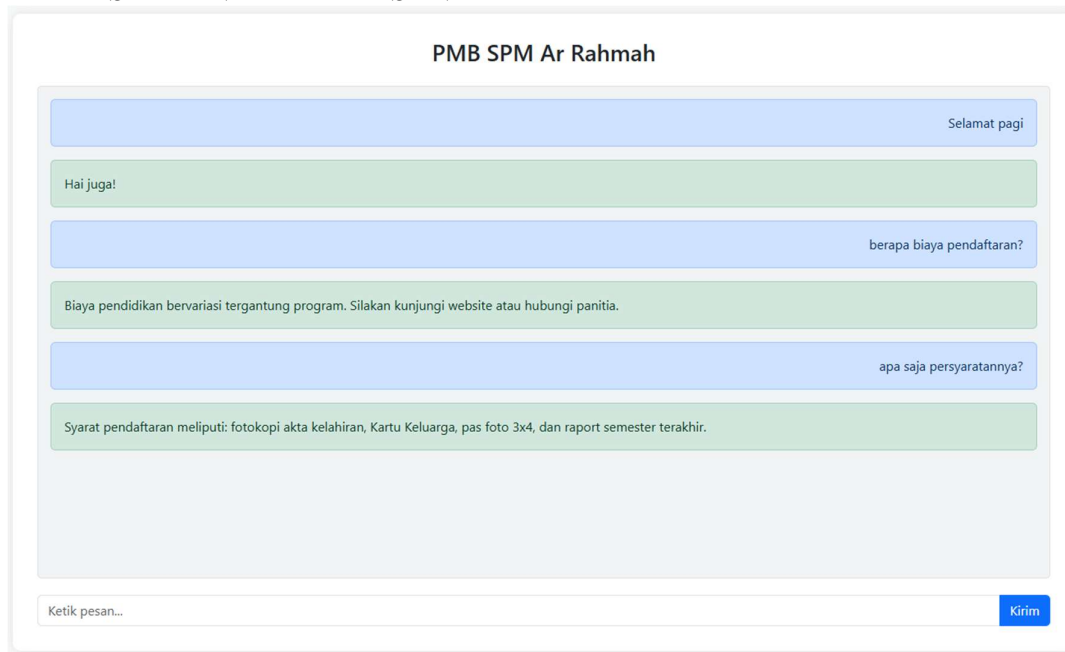 PMB SPM Ar Rahmah
Selamat pagi
Hai juga!
berapa biaya pendaftaran?
Biaya pendidikan bervariasi tergantung program. Silakan kunjungi website atau hubungi panitia.
apa saja persyaratannya?
Syarat pendaftaran meliputi: fotokopi akta kelahiran, Kartu Keluarga, pas foto 3x4, dan raport semester terakhir.
Ketik pesan...
Kirim